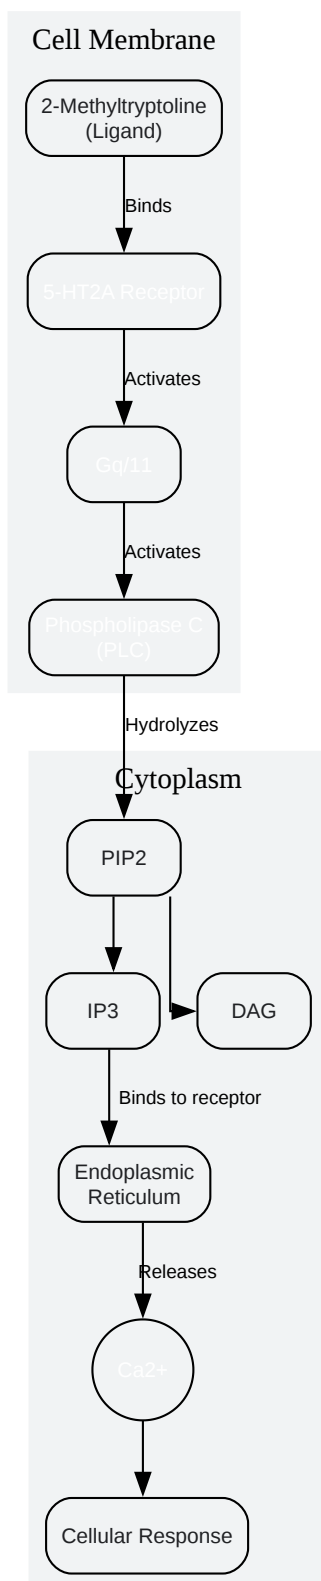 Cell Membrane
2-Methyltryptoline
(Ligand)
Binds
5-HT2A Receptor
Activates
Gq/11
Activates
Phospholipase C
(PLC)
Hydrolyzes
Cytoplasm
PIP2
IP3
DAG
Binds to receptor
Endoplasmic
Reticulum
Releases
Ca2+
Cellular Response